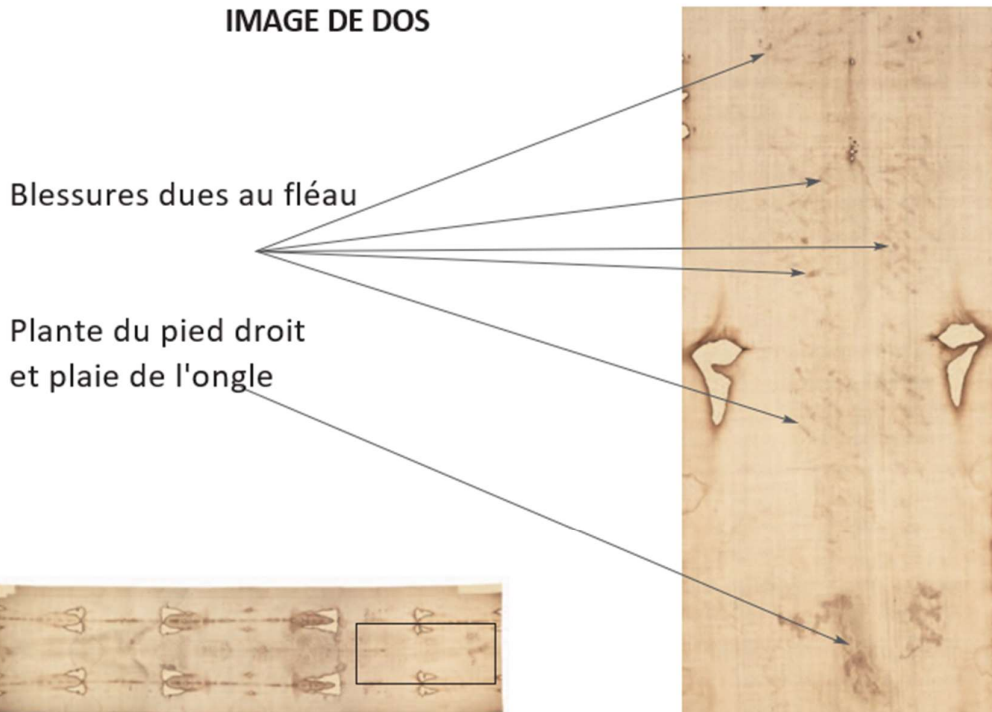 IMAGE DE DOS
Blessures dues au fléau
Plante du pied droit
et plaie de l'ongle